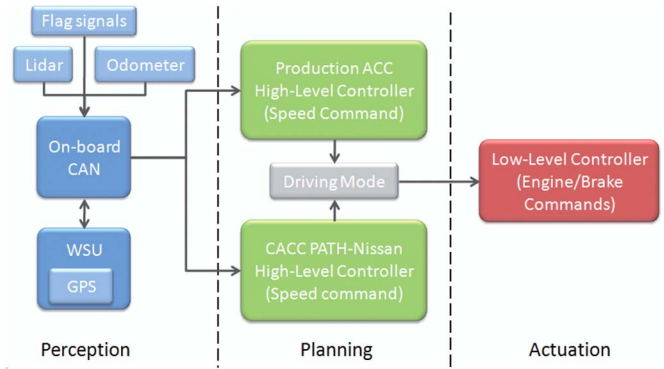 Flag signals
Lidar
Odometer
On-board
CAN
WSU
GPS
Perception
Production ACC
High-Level Controller
(Speed Command)
Driving Mode
CACC PATH-Nissan
High-Level Controller
(Speed command)
Planning
Low-Level Controller
(Engine/Brake
Commands)
Actuation